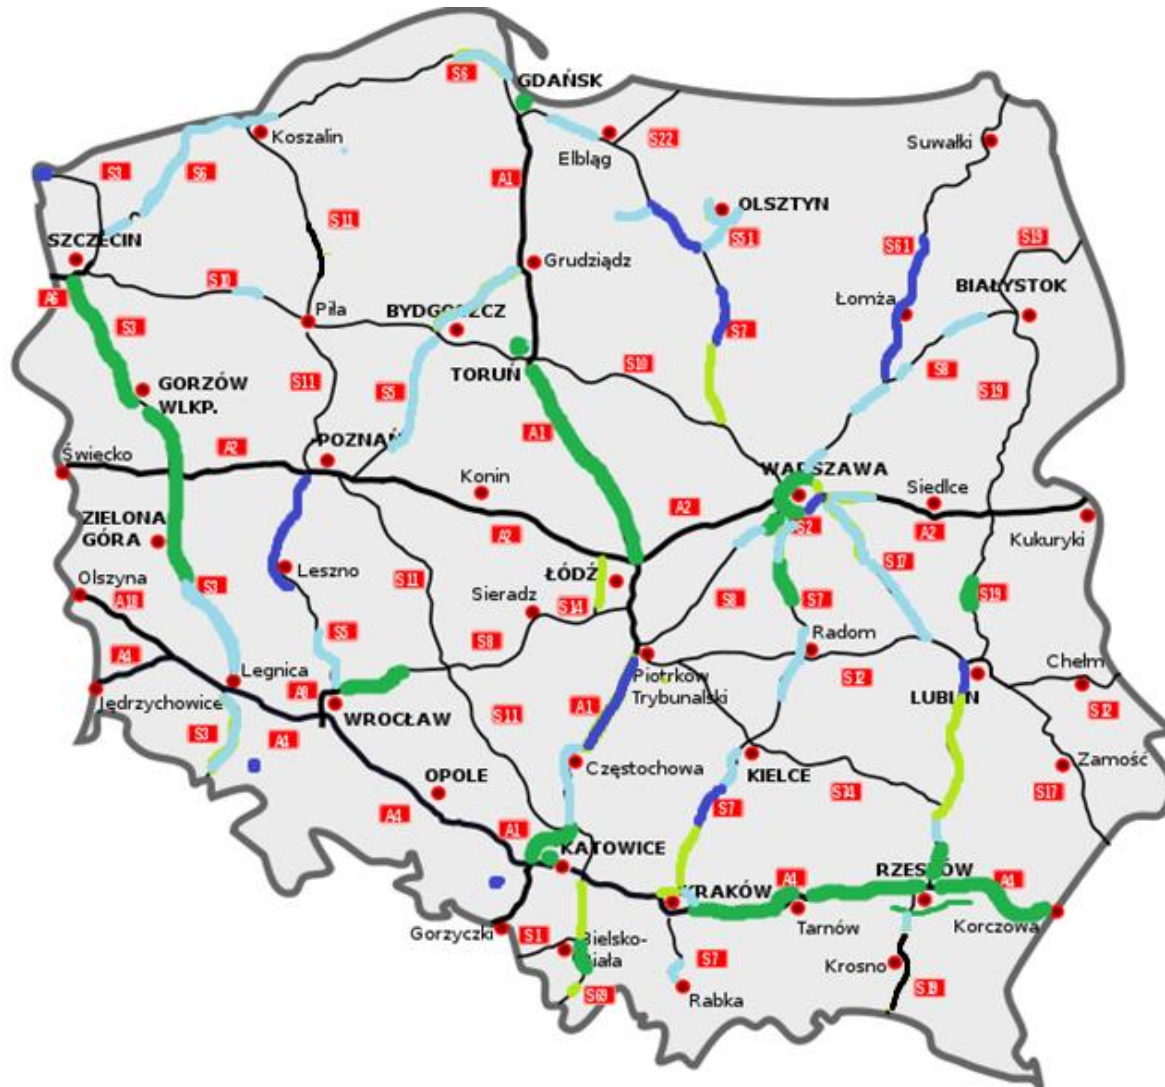 S6
GDAŃSK
Koszalin
Elbląg
S22
Suwałki
S3
S6
A1
OLSZTYN
S11
S51
S61
S19
SZCZECIN
Grudziądz
S10
A6
Piła
BYDGOSZCZ
Łomża
BIAŁYSTOK
S3
S7
S11
TORUŃ
S10
S8
S5
S19
GORZÓW
WLKP.
A1
POZNAŃ
Świecko
A2
Konin
WARSZAWA
Siedlce
A2
S2
A2
ZIELONA
GÓRA
A2
Kukuryki
S17
Olszyna
Leszno
S11
ŁÓDŹ
A18
S3
Sieradz
S14
S8
S7
S19
S5
S8
Radom
A4
Legnica
A8
Piotrków
Trybunalski
S12
Chełm
LUBLIN
Jędrzychowice
WROCŁAW
A1
S11
S12
S3
A4
Częstochowa
KIELCE
Zamość
OPOLE
S74
S17
A4
A1
S7
KATOWICE
RZESZÓW
KRAKÓW
A4
A4
Tarnów
Korczowa
Gorzyczki
S1
Bielsko-
Biała
S7
Krosno
S69
Rabka
S19